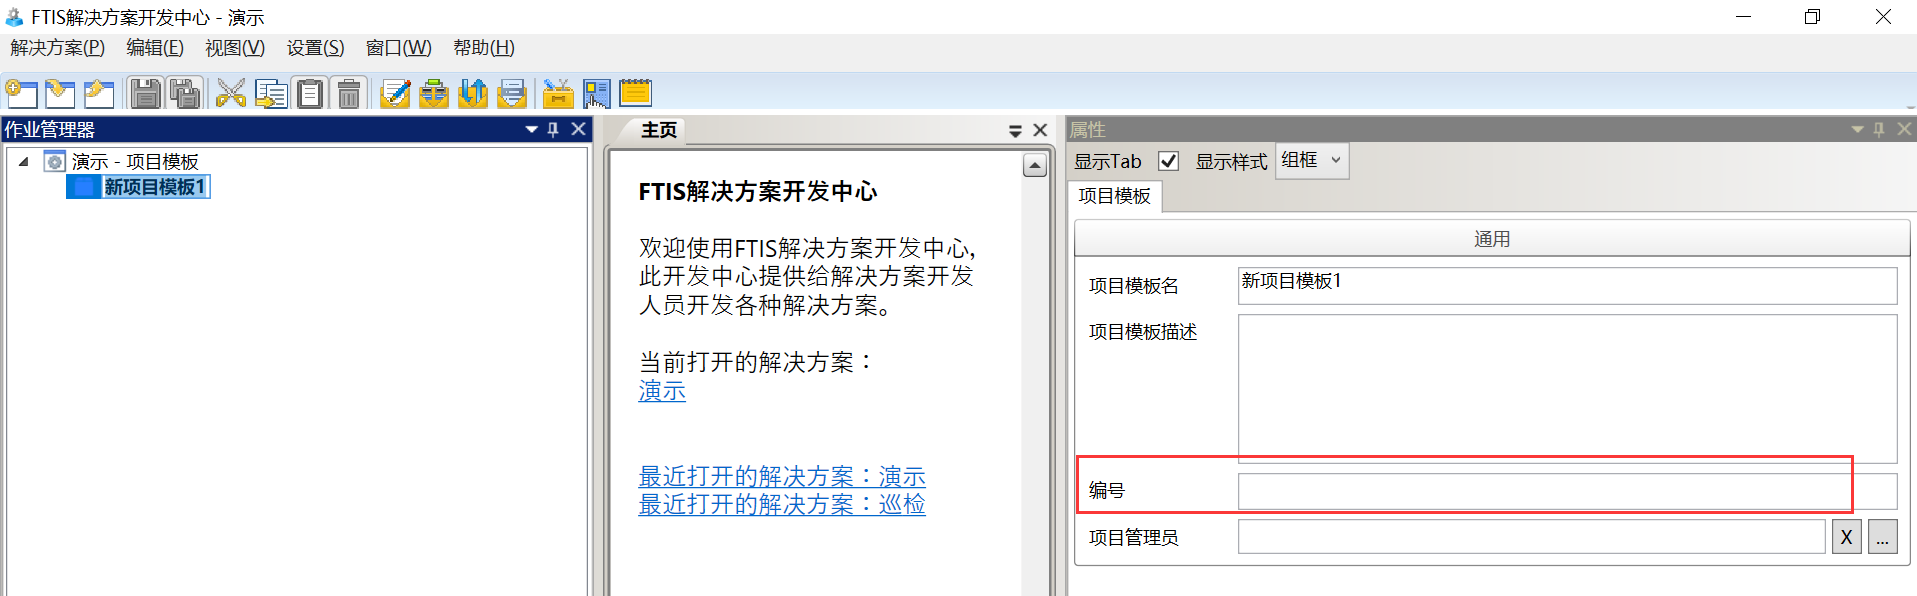 FTIS解决方案开发中心 - 演示
解决方案(P) 编辑(E) 视图(V) 设置(S) 窗口(W) 帮助(H)
作业管理器
演示 - 项目模板
新项目模板1
主页
FTIS解决方案开发中心
欢迎使用FTIS解决方案开发中心,
此开发中心提供给解决方案开发
人员开发各种解决方案。
当前打开的解决方案：
演示
最近打开的解决方案：演示
最近打开的解决方案：巡检
属性
显示Tab 显示样式 组框
项目模板
通用
项目模板名 新项目模板1
项目模板描述
编号
项目管理员 X ...